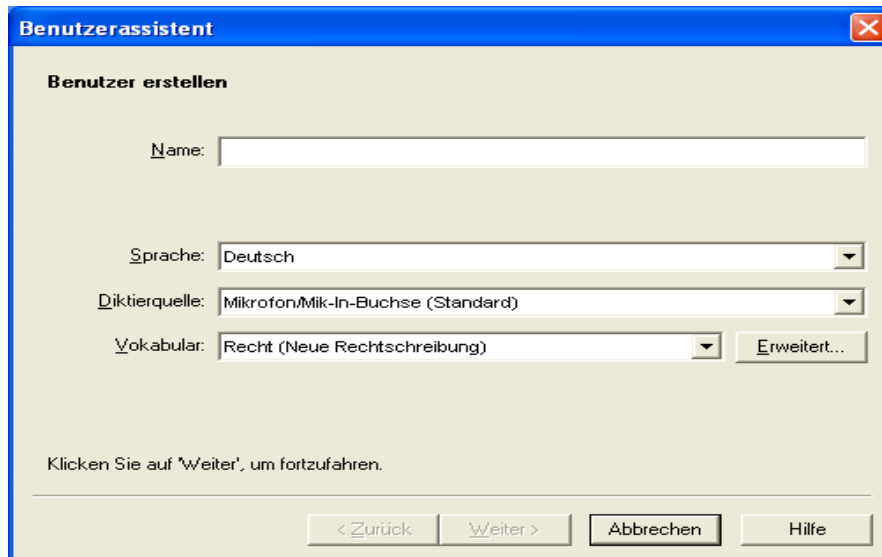 Benutzerassistent
Benutzer erstellen
Name:
Sprache: Deutsch
Diktierquelle: Mikrofon/Mik-In-Buchse (Standard)
Vokabular: Recht (Neue Rechtschreibung) Erweitert...
Klicken Sie auf 'Weiter', um fortzufahren.
< Zurück Weiter > Abbrechen Hilfe